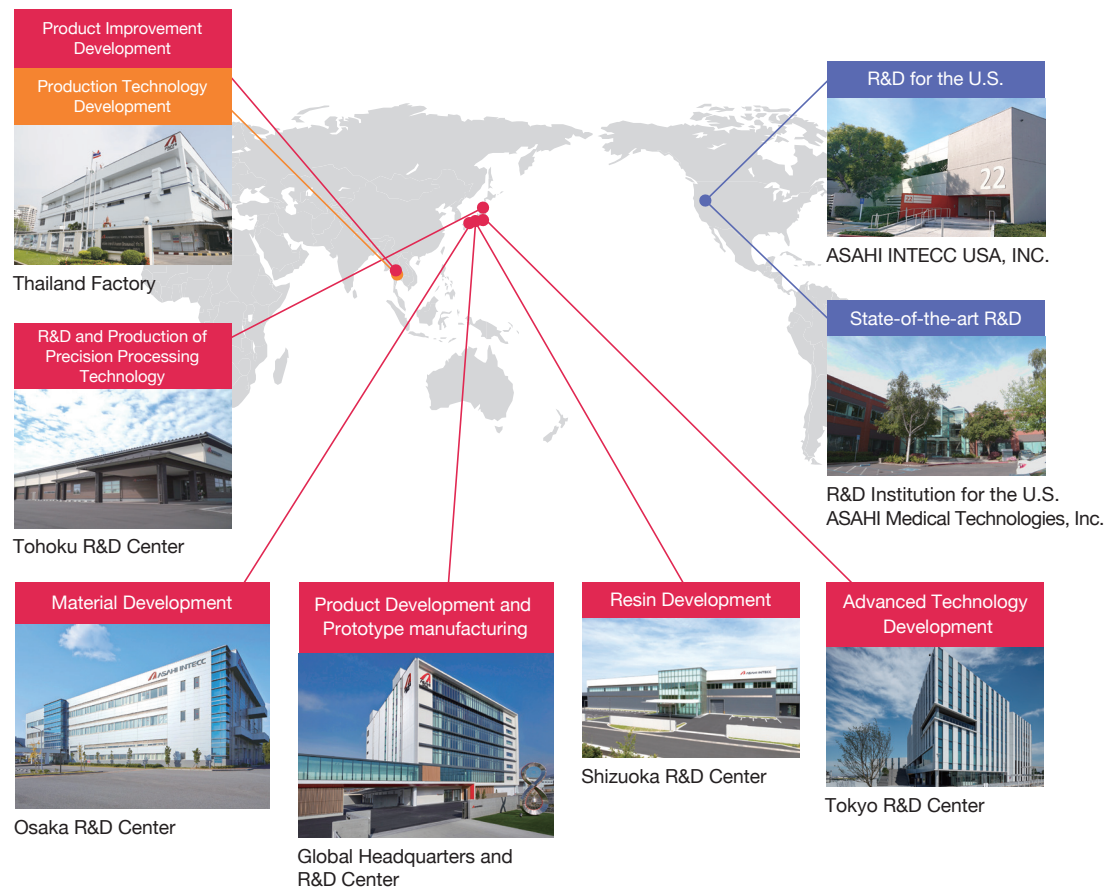 Product Improvement
Development
Production Technology
Development
Thailand Factory
R&D for the U.S.
22
ASAHI INTECC USA, INC.
R&D and Production of
Precision Processing
Technology
Tohoku R&D Center
State-of-the-art R&D
R&D Institution for the U.S.
ASAHI Medical Technologies, Inc.
Material Development
ASAHI INTECC
Osaka R&D Center
Product Development and
Prototype manufacturing
Global Headquarters and
R&D Center
Resin Development
ASAHI INTECC
Shizuoka R&D Center
Advanced Technology
Development
Tokyo R&D Center